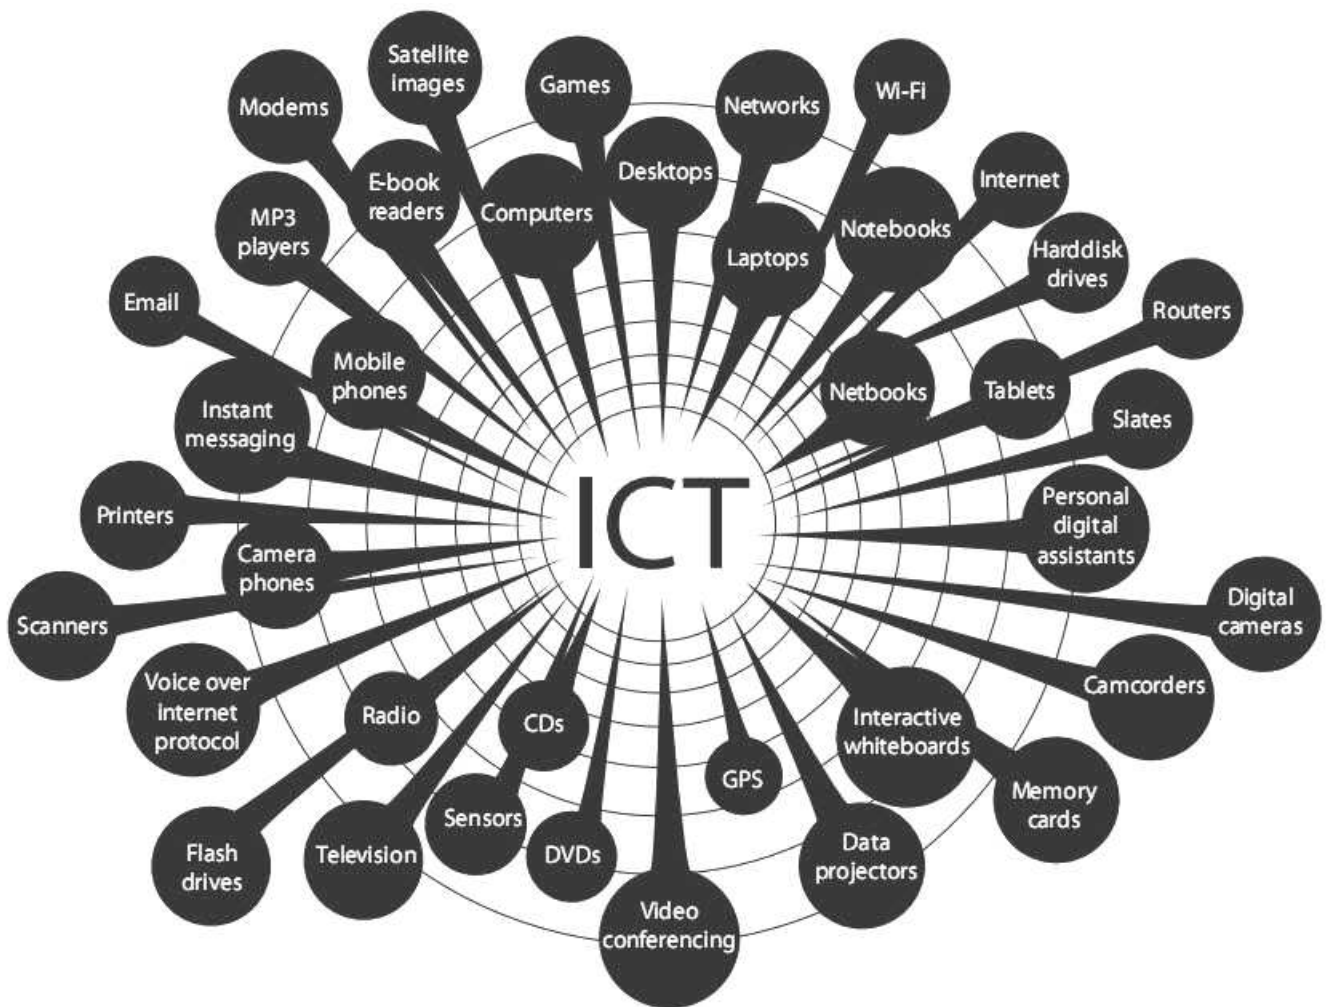 Satellite
images
Games
Modems
Networks
Wi-Fi
Desktops
E-book
readers
Computers
Internet
MP3
players
Laptops
Notebooks
Harddisk
drives
Email
Routers
Mobile
phones
Netbooks
Tablets
Instant
messaging
Slates
ICT
Printers
Personal
digital
assistants
Camera
phones
Scanners
Digital
cameras
Voice over
internet
protocol
Radio
CDs
Camcorders
Interactive
whiteboards
GPS
Memory
cards
Sensors
Flash
drives
Television
DVDs
Data
projectors
Video
conferencing